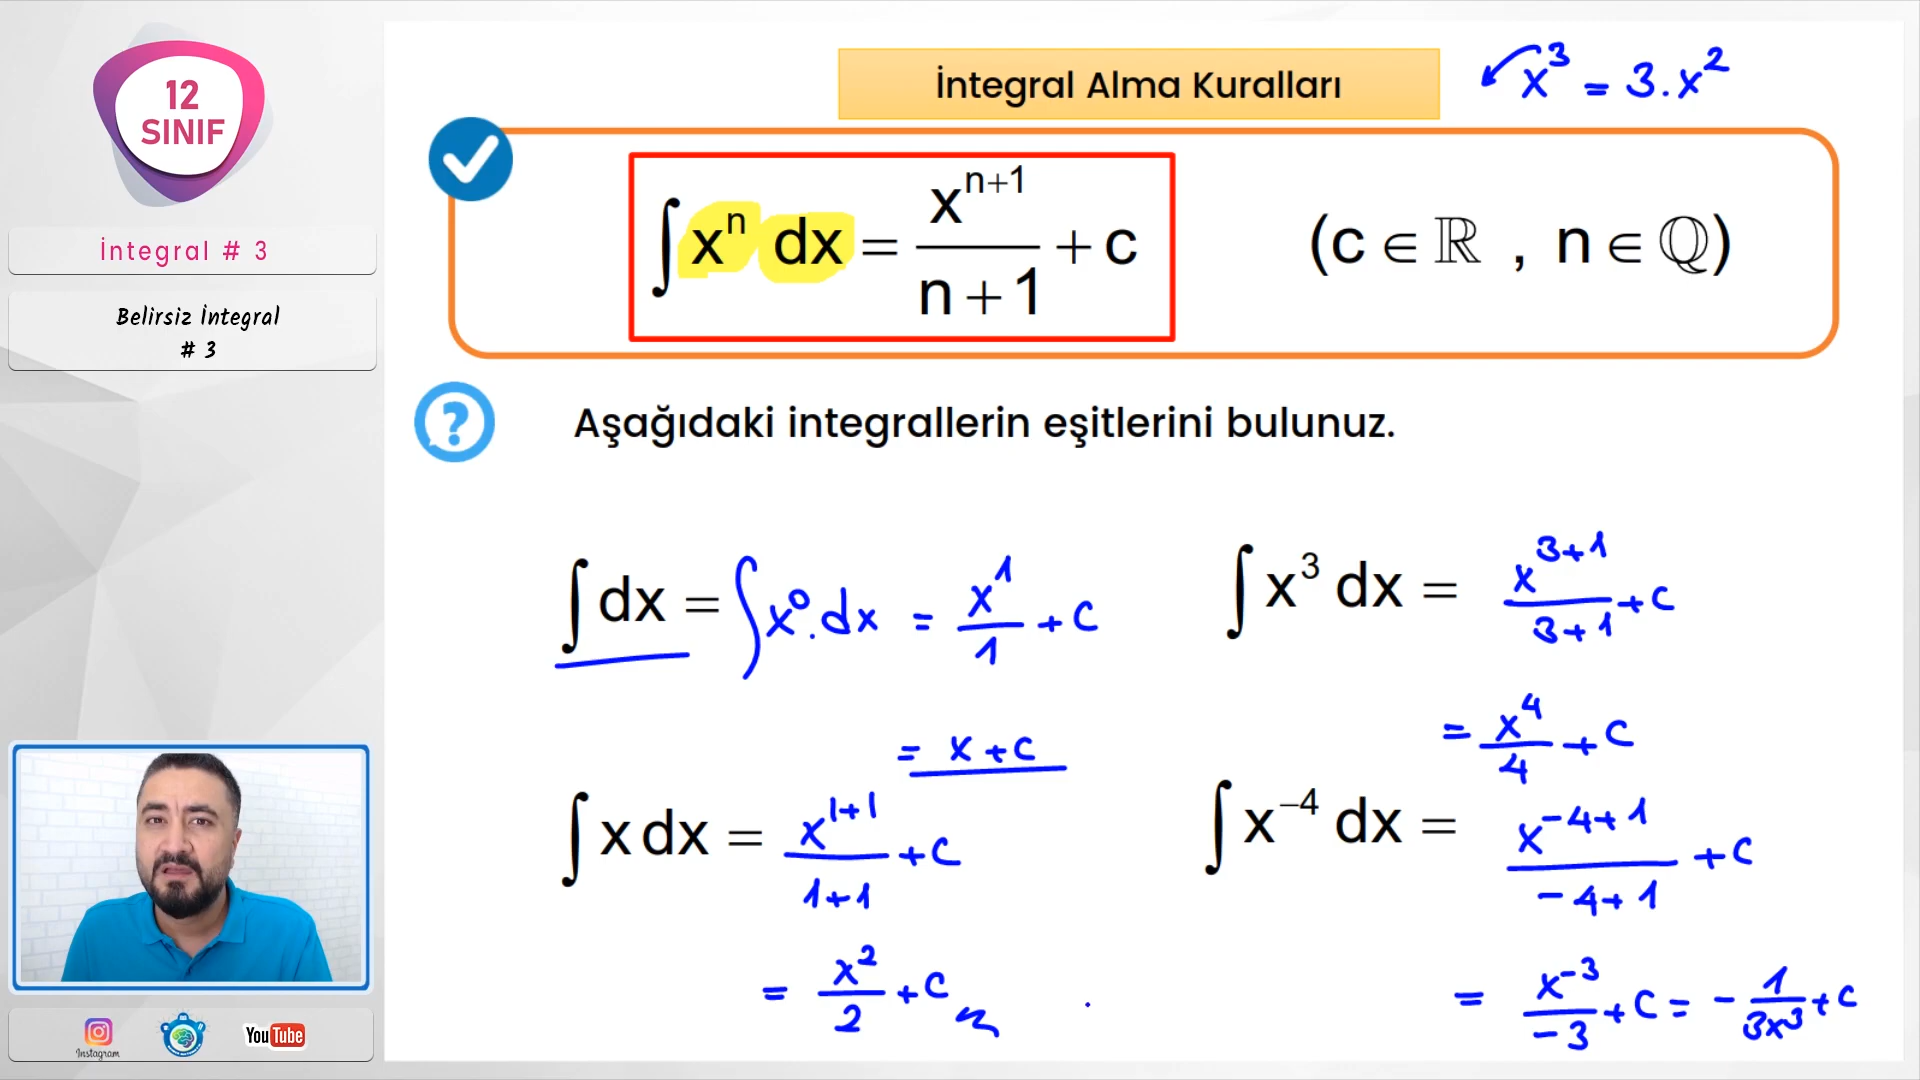 12
SINIF
İntegral # 3
Belirsiz İntegral
# 3
Instagram
YouTube
İntegral Alma Kuralları
x³ = 3.x²
∫ xⁿ dx = xⁿ⁺¹/(n+1) + c (c ∈ ℝ , n ∈ ℚ)
Aşağıdaki integrallerin eşitlerini bulunuz.
∫ dx = ∫ x⁰.dx = x¹/1 + c
= x + c
∫ x³ dx = x³⁺¹/(3+1) + c
= x⁴/4 + c
∫ x dx = x¹⁺¹/(1+1) + c
= x²/2 + c
∫ x⁻⁴ dx = x⁻⁴⁺¹/(-4+1) + c
= x⁻³/-3 + c = - 1/3x³ + c